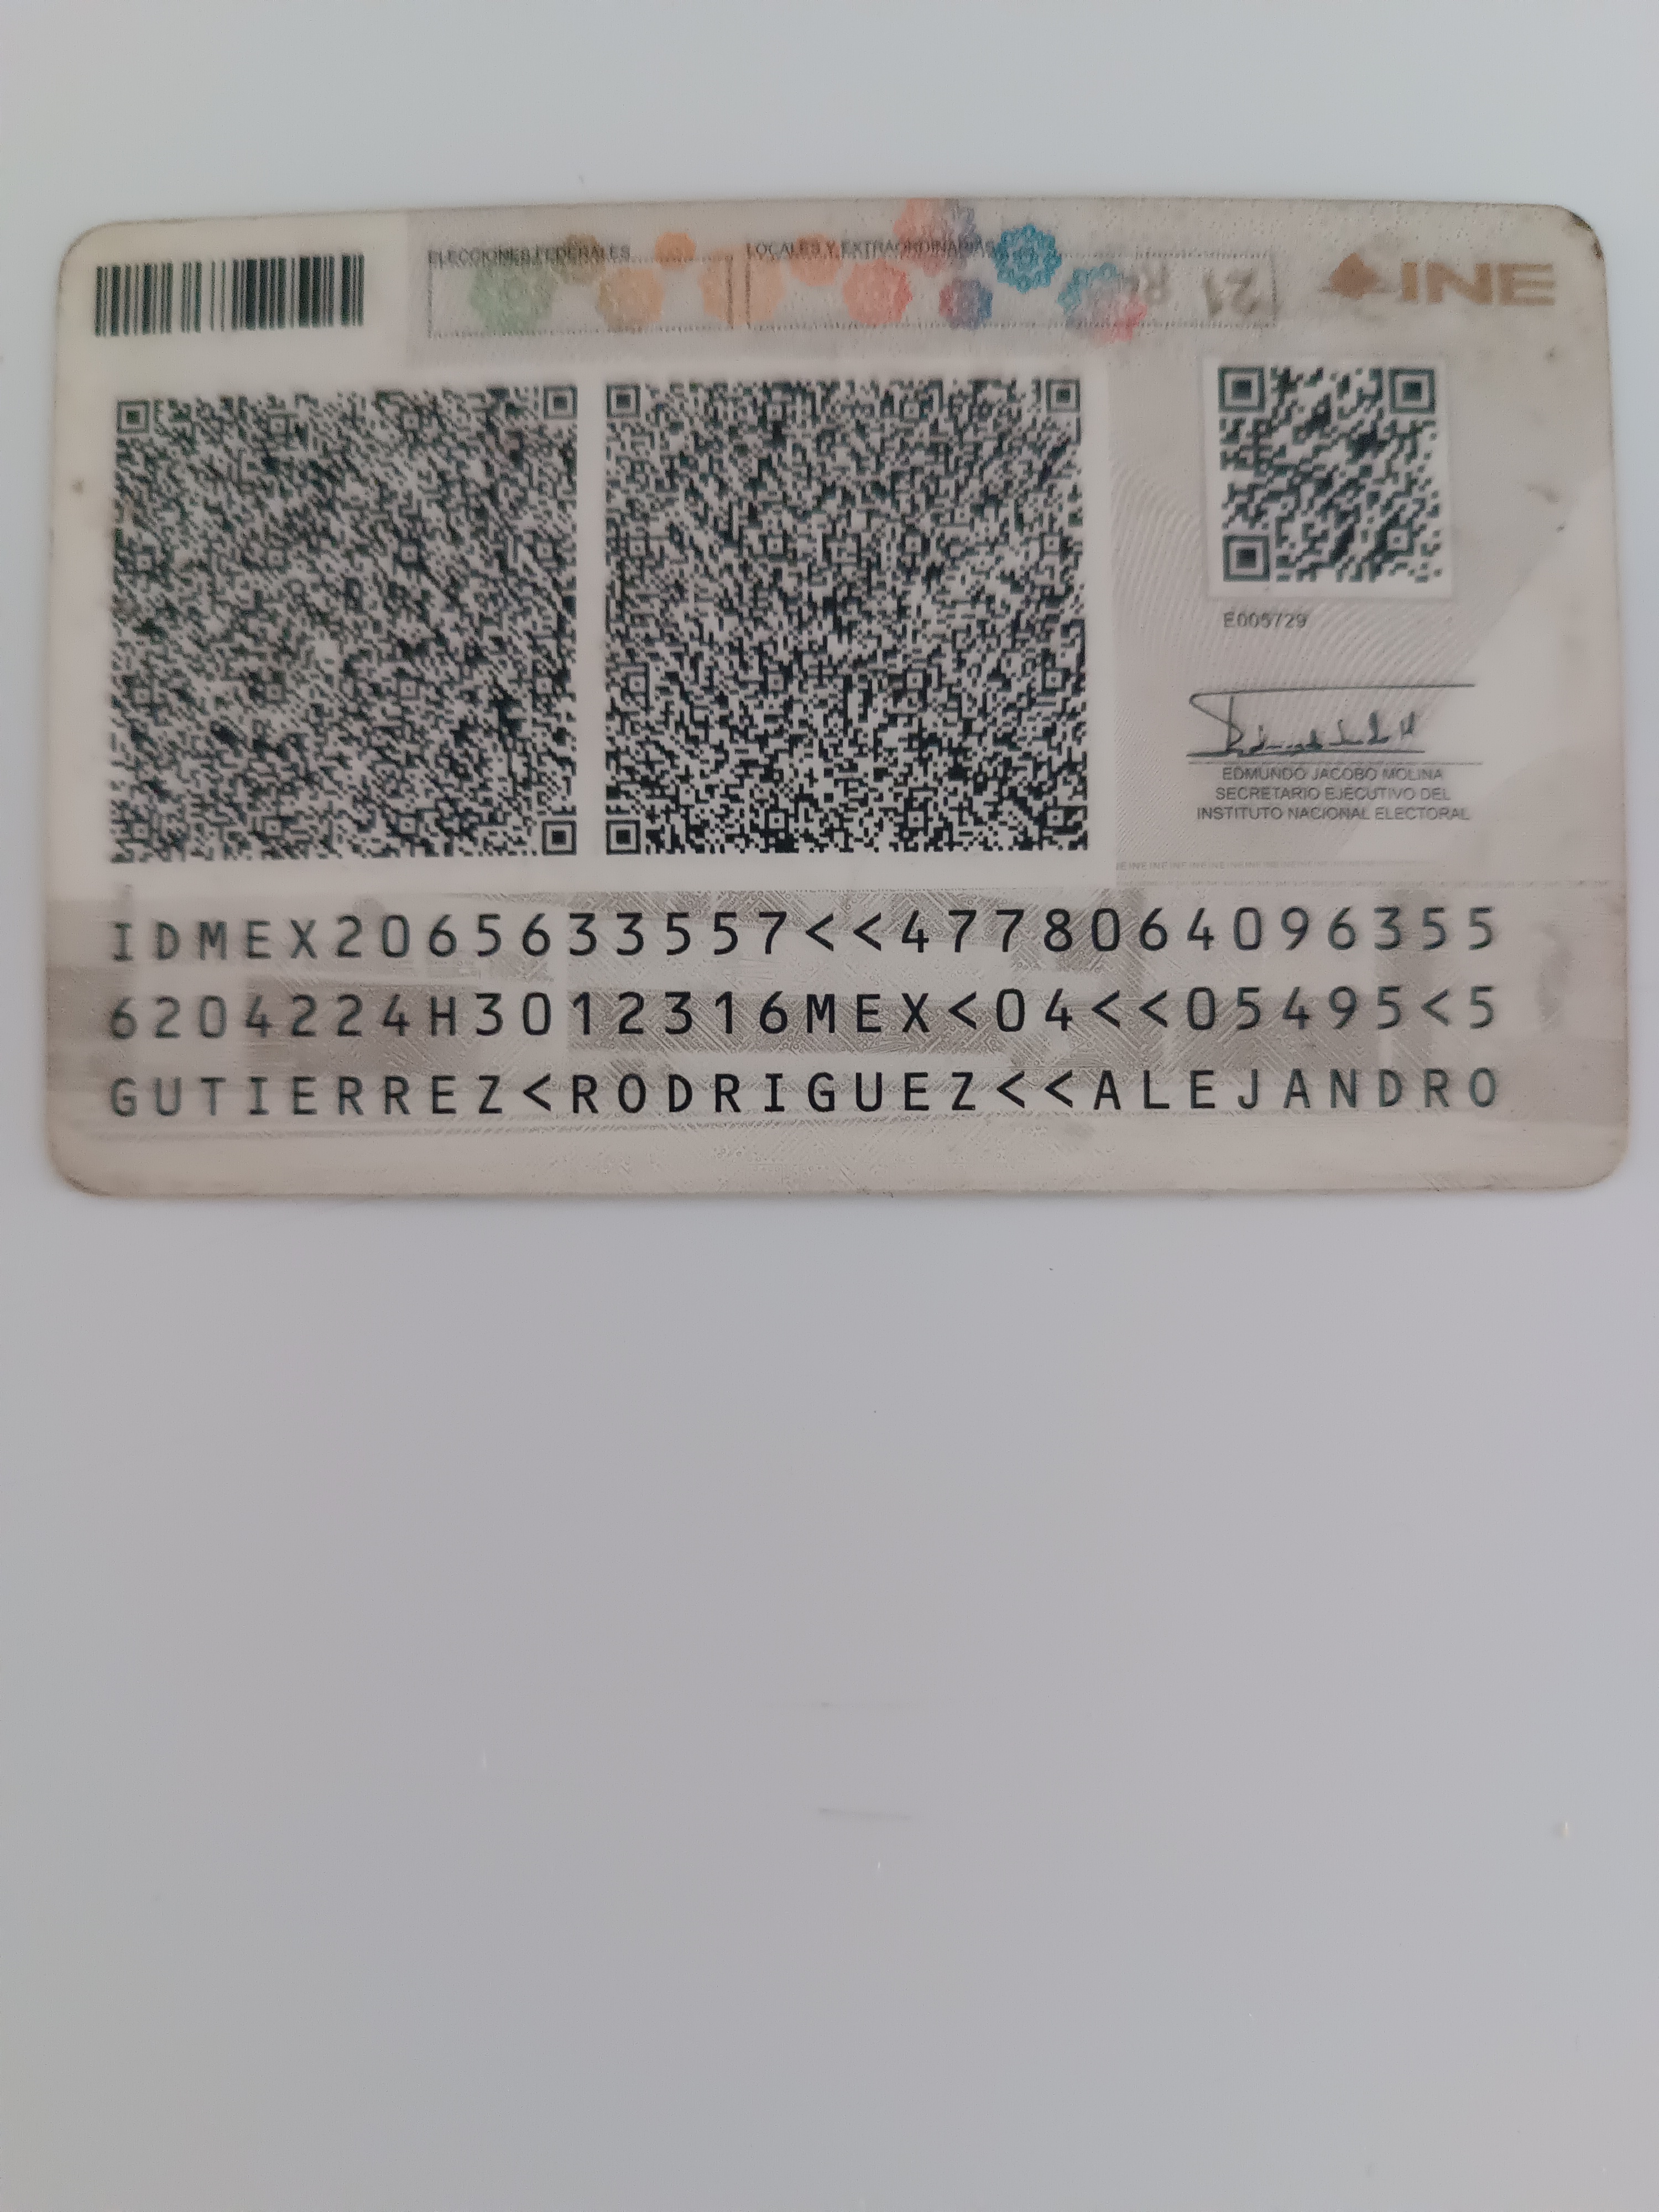 ELECCIONES FEDERALES
LOCALES Y EXTRAORDINARIAS
INE
E005729
EDMUNDO JACOBO MOLINA
SECRETARIO EJECUTIVO DEL
INSTITUTO NACIONAL ELECTORAL
IDMEX2065633557<<4778064096355
6204224H3012316MEX<04<<05495<5
GUTIERREZ<RODRIGUEZ<<ALEJANDRO